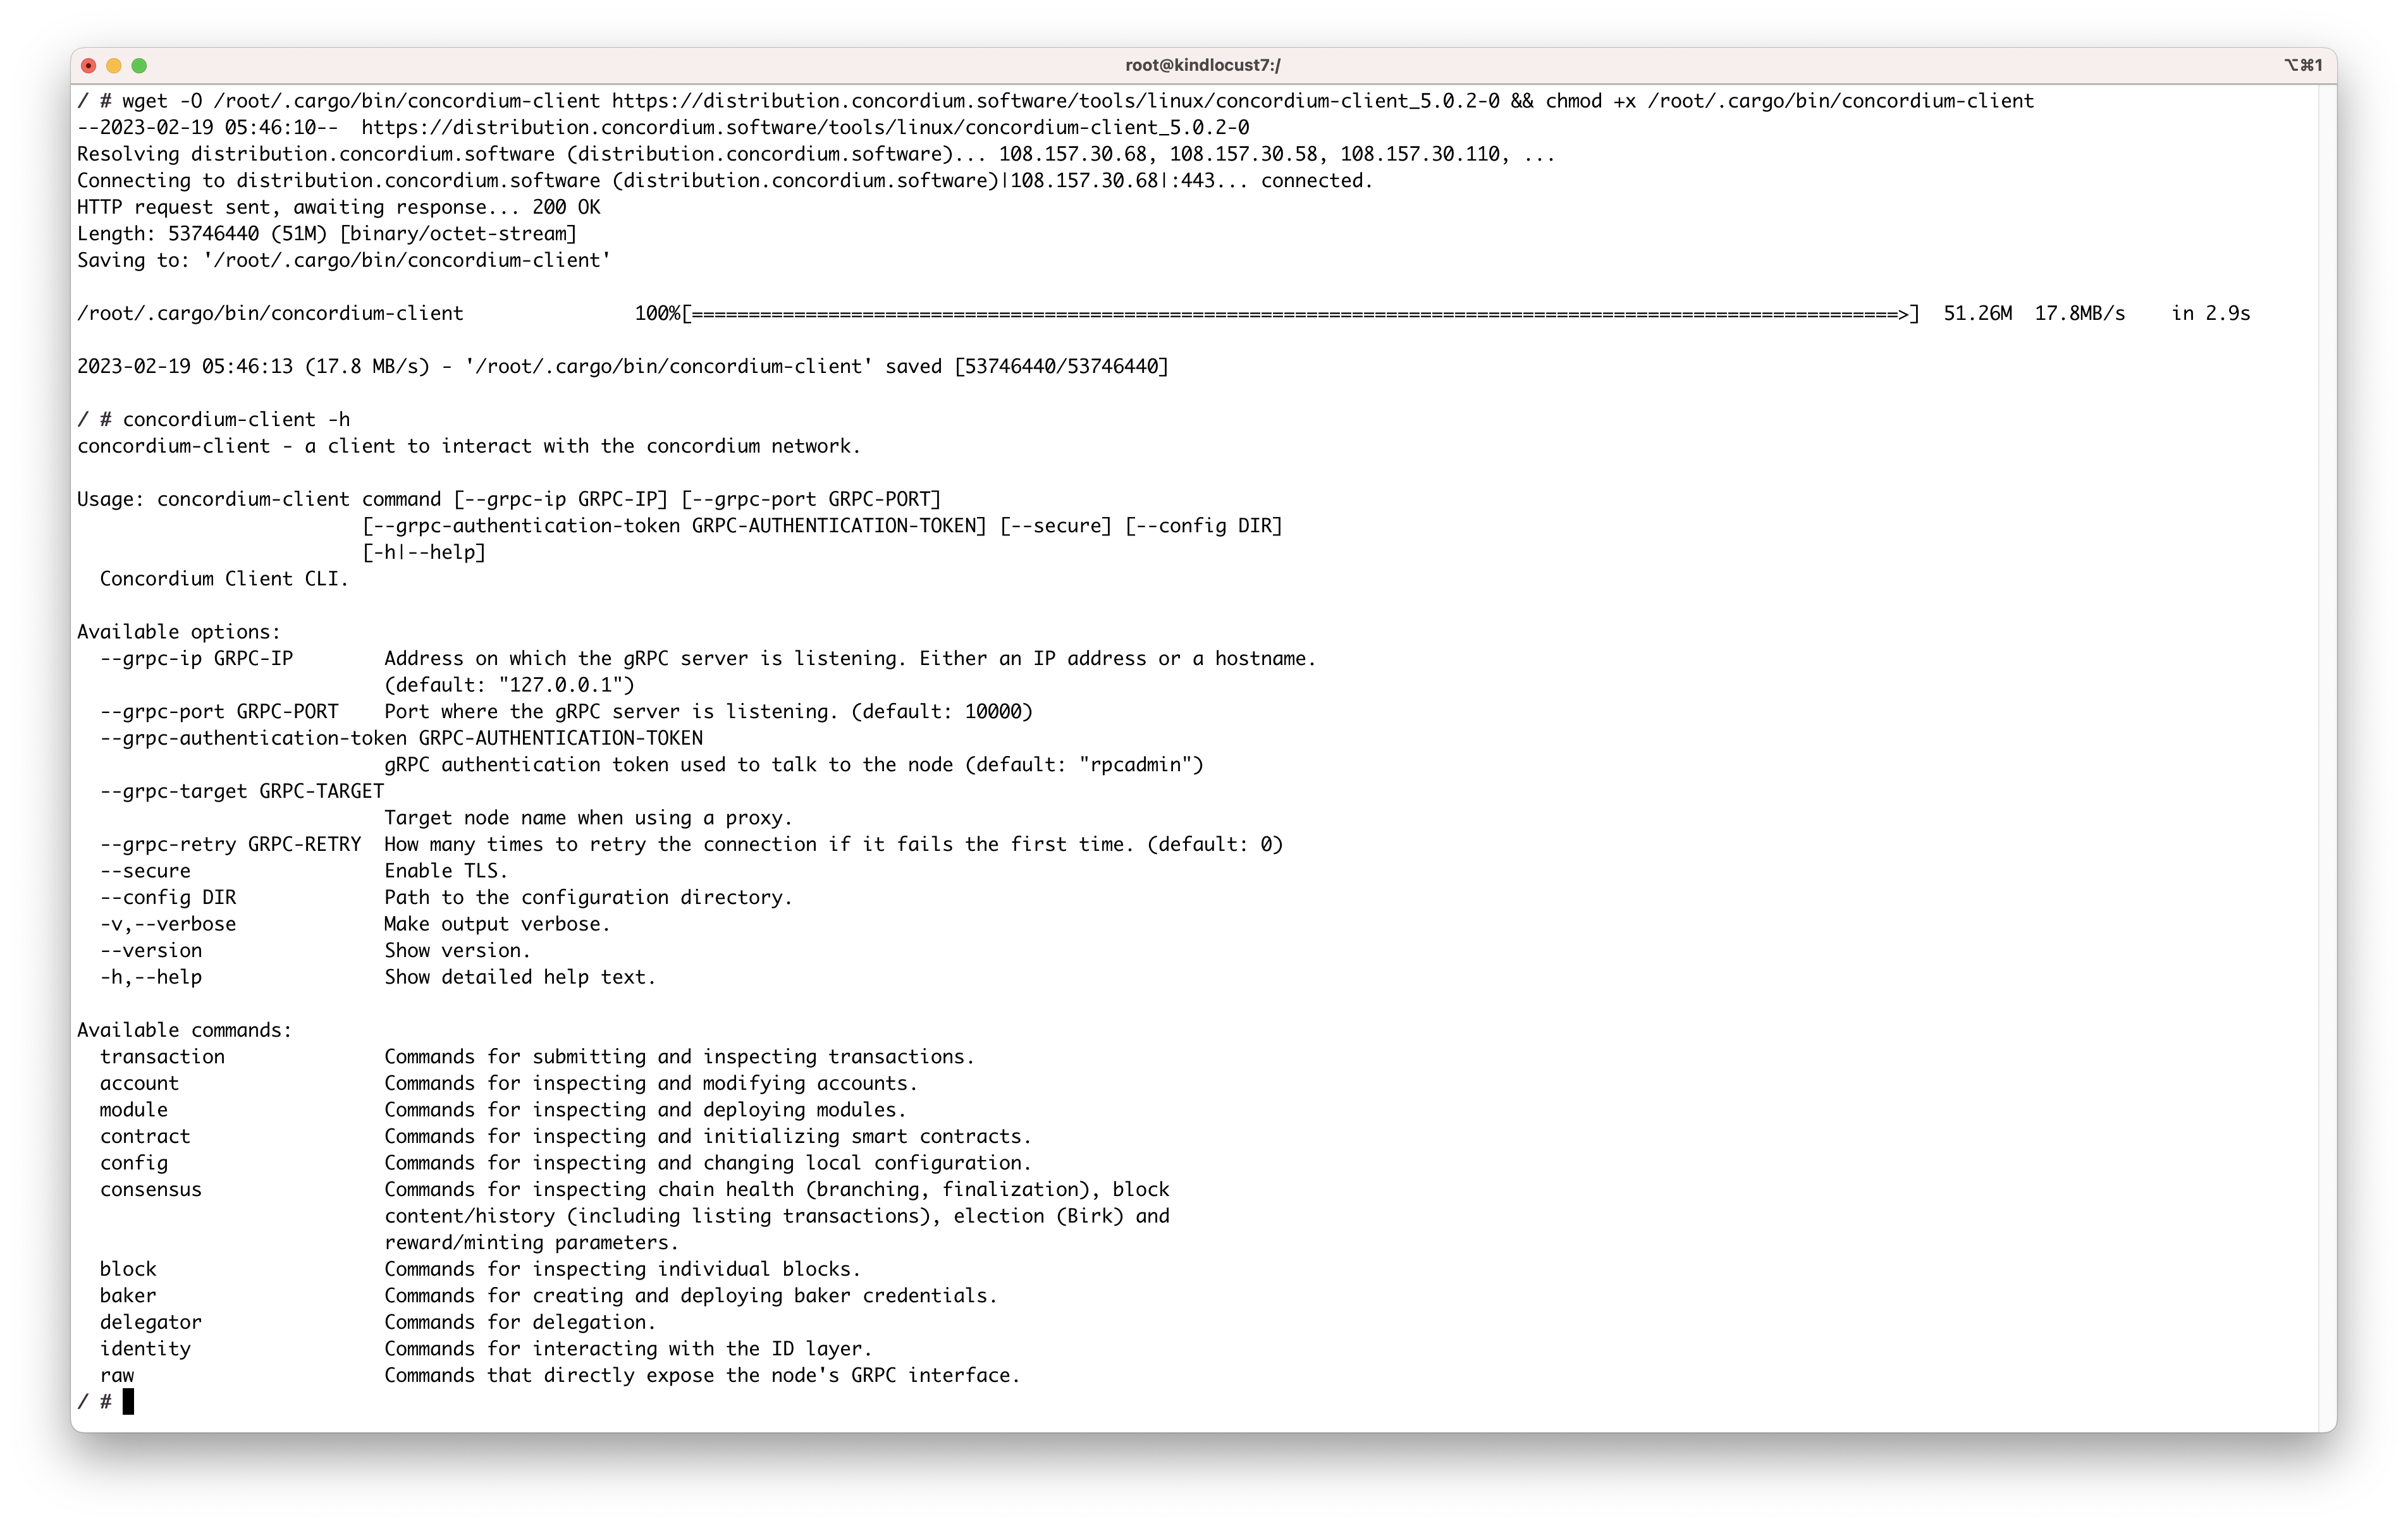 root@kindlocust7:/
⌥⌘1
/ # wget -O /root/.cargo/bin/concordium-client https://distribution.concordium.software/tools/linux/concordium-client_5.0.2-0 && chmod +x /root/.cargo/bin/concordium-client
--2023-02-19 05:46:10--  https://distribution.concordium.software/tools/linux/concordium-client_5.0.2-0
Resolving distribution.concordium.software (distribution.concordium.software)... 108.157.30.68, 108.157.30.58, 108.157.30.110, ...
Connecting to distribution.concordium.software (distribution.concordium.software)|108.157.30.68|:443... connected.
HTTP request sent, awaiting response... 200 OK
Length: 53746440 (51M) [binary/octet-stream]
Saving to: '/root/.cargo/bin/concordium-client'
/root/.cargo/bin/concordium-client               100%[==========================================================================================================>]  51.26M  17.8MB/s    in 2.9s
2023-02-19 05:46:13 (17.8 MB/s) - '/root/.cargo/bin/concordium-client' saved [53746440/53746440]
/ # concordium-client -h
concordium-client - a client to interact with the concordium network.
Usage: concordium-client command [--grpc-ip GRPC-IP] [--grpc-port GRPC-PORT]
                         [--grpc-authentication-token GRPC-AUTHENTICATION-TOKEN] [--secure] [--config DIR]
                         [-h|--help]
  Concordium Client CLI.
Available options:
  --grpc-ip GRPC-IP        Address on which the gRPC server is listening. Either an IP address or a hostname.
                           (default: "127.0.0.1")
  --grpc-port GRPC-PORT    Port where the gRPC server is listening. (default: 10000)
  --grpc-authentication-token GRPC-AUTHENTICATION-TOKEN
                           gRPC authentication token used to talk to the node (default: "rpcadmin")
  --grpc-target GRPC-TARGET
                           Target node name when using a proxy.
  --grpc-retry GRPC-RETRY  How many times to retry the connection if it fails the first time. (default: 0)
  --secure                 Enable TLS.
  --config DIR             Path to the configuration directory.
  -v,--verbose             Make output verbose.
  --version                Show version.
  -h,--help                Show detailed help text.
Available commands:
  transaction              Commands for submitting and inspecting transactions.
  account                  Commands for inspecting and modifying accounts.
  module                   Commands for inspecting and deploying modules.
  contract                 Commands for inspecting and initializing smart contracts.
  config                   Commands for inspecting and changing local configuration.
  consensus                Commands for inspecting chain health (branching, finalization), block
                           content/history (including listing transactions), election (Birk) and
                           reward/minting parameters.
  block                    Commands for inspecting individual blocks.
  baker                    Commands for creating and deploying baker credentials.
  delegator                Commands for delegation.
  identity                 Commands for interacting with the ID layer.
  raw                      Commands that directly expose the node's GRPC interface.
/ #